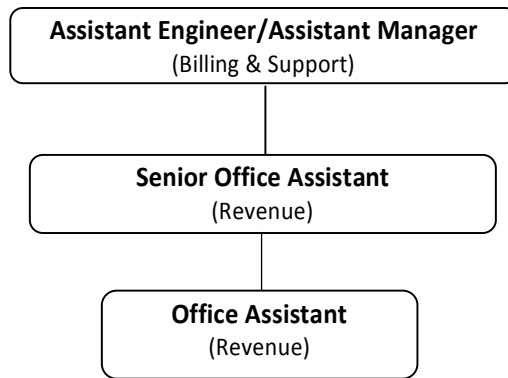 Assistant Engineer/Assistant Manager
(Billing & Support)
Senior Office Assistant
(Revenue)
Office Assistant
(Revenue)